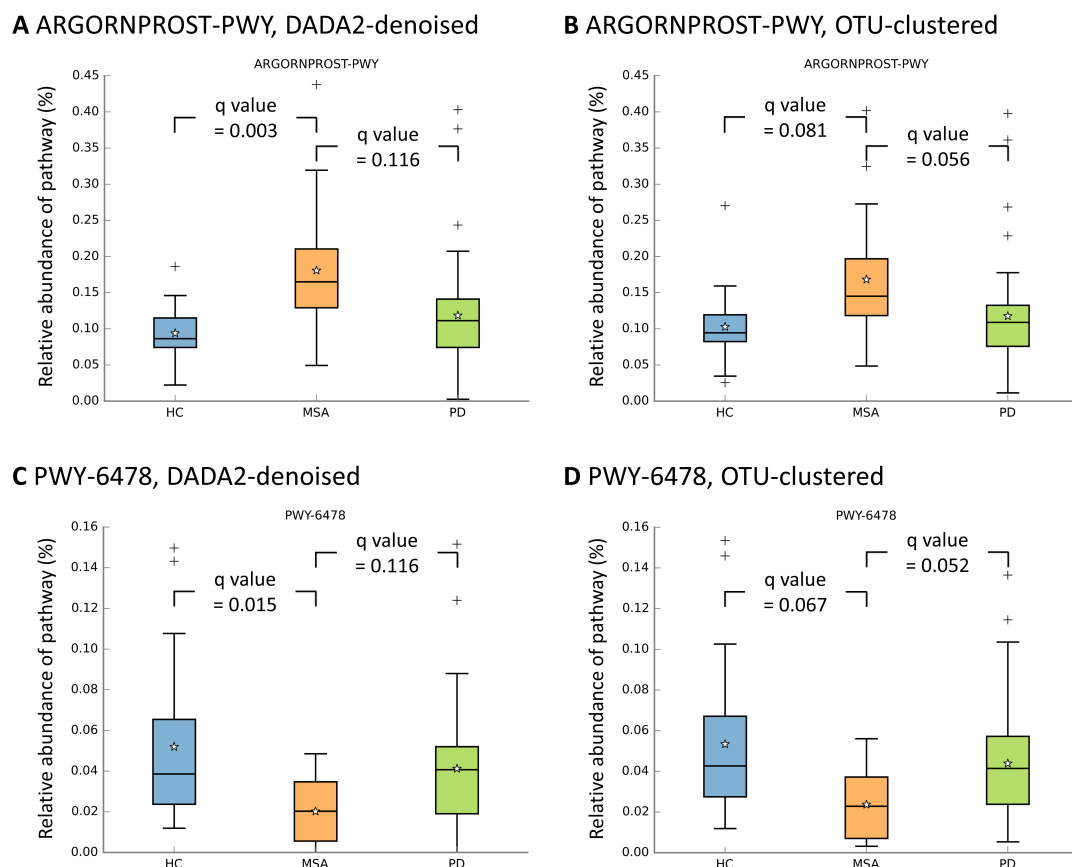 A ARGORNPROST-PWY, DADA2-denoised
ARGORNPROST-PWY
Relative abundance of pathway (%)
0.45
0.40
0.35
0.30
0.25
0.20
0.15
0.10
0.05
0.00
q value
= 0.003
q value
= 0.116
HC
MSA
PD
B ARGORNPROST-PWY, OTU-clustered
ARGORNPROST-PWY
Relative abundance of pathway (%)
0.45
0.40
0.35
0.30
0.25
0.20
0.15
0.10
0.05
0.00
q value
= 0.081
q value
= 0.056
HC
MSA
PD
C PWY-6478, DADA2-denoised
PWY-6478
Relative abundance of pathway (%)
0.16
0.14
0.12
0.10
0.08
0.06
0.04
0.02
0.00
q value
= 0.116
q value
= 0.015
HC
MSA
PD
D PWY-6478, OTU-clustered
PWY-6478
Relative abundance of pathway (%)
0.16
0.14
0.12
0.10
0.08
0.06
0.04
0.02
0.00
q value
= 0.052
q value
= 0.067
HC
MSA
PD